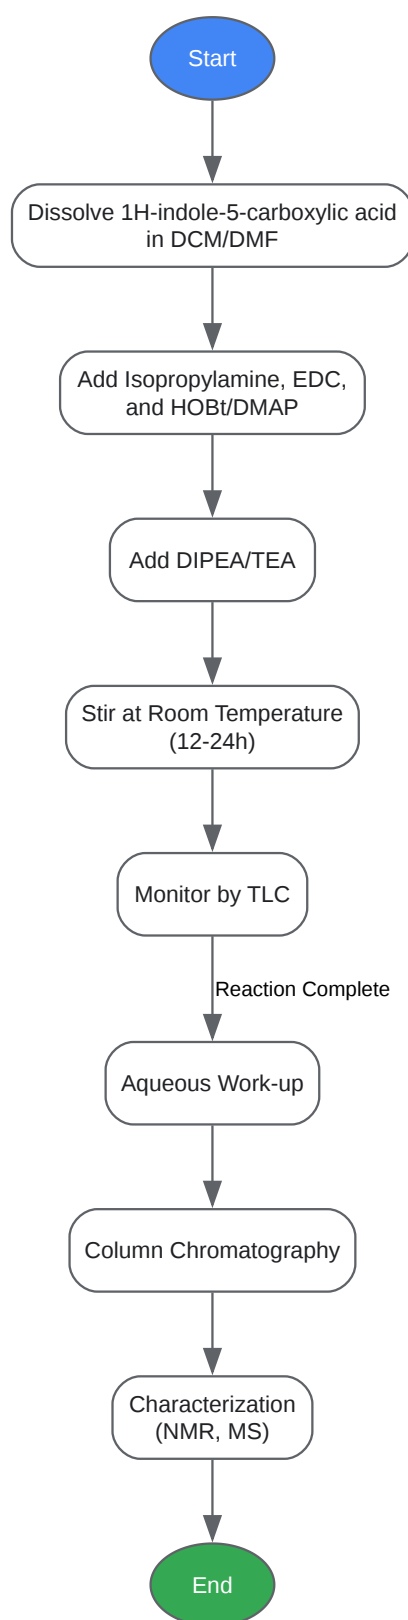 Start
Dissolve 1H-indole-5-carboxylic acid
in DCM/DMF
Add Isopropylamine, EDC,
and HOBt/DMAP
Add DIPEA/TEA
Stir at Room Temperature
(12-24h)
Monitor by TLC
Reaction Complete
Aqueous Work-up
Column Chromatography
Characterization
(NMR, MS)
End